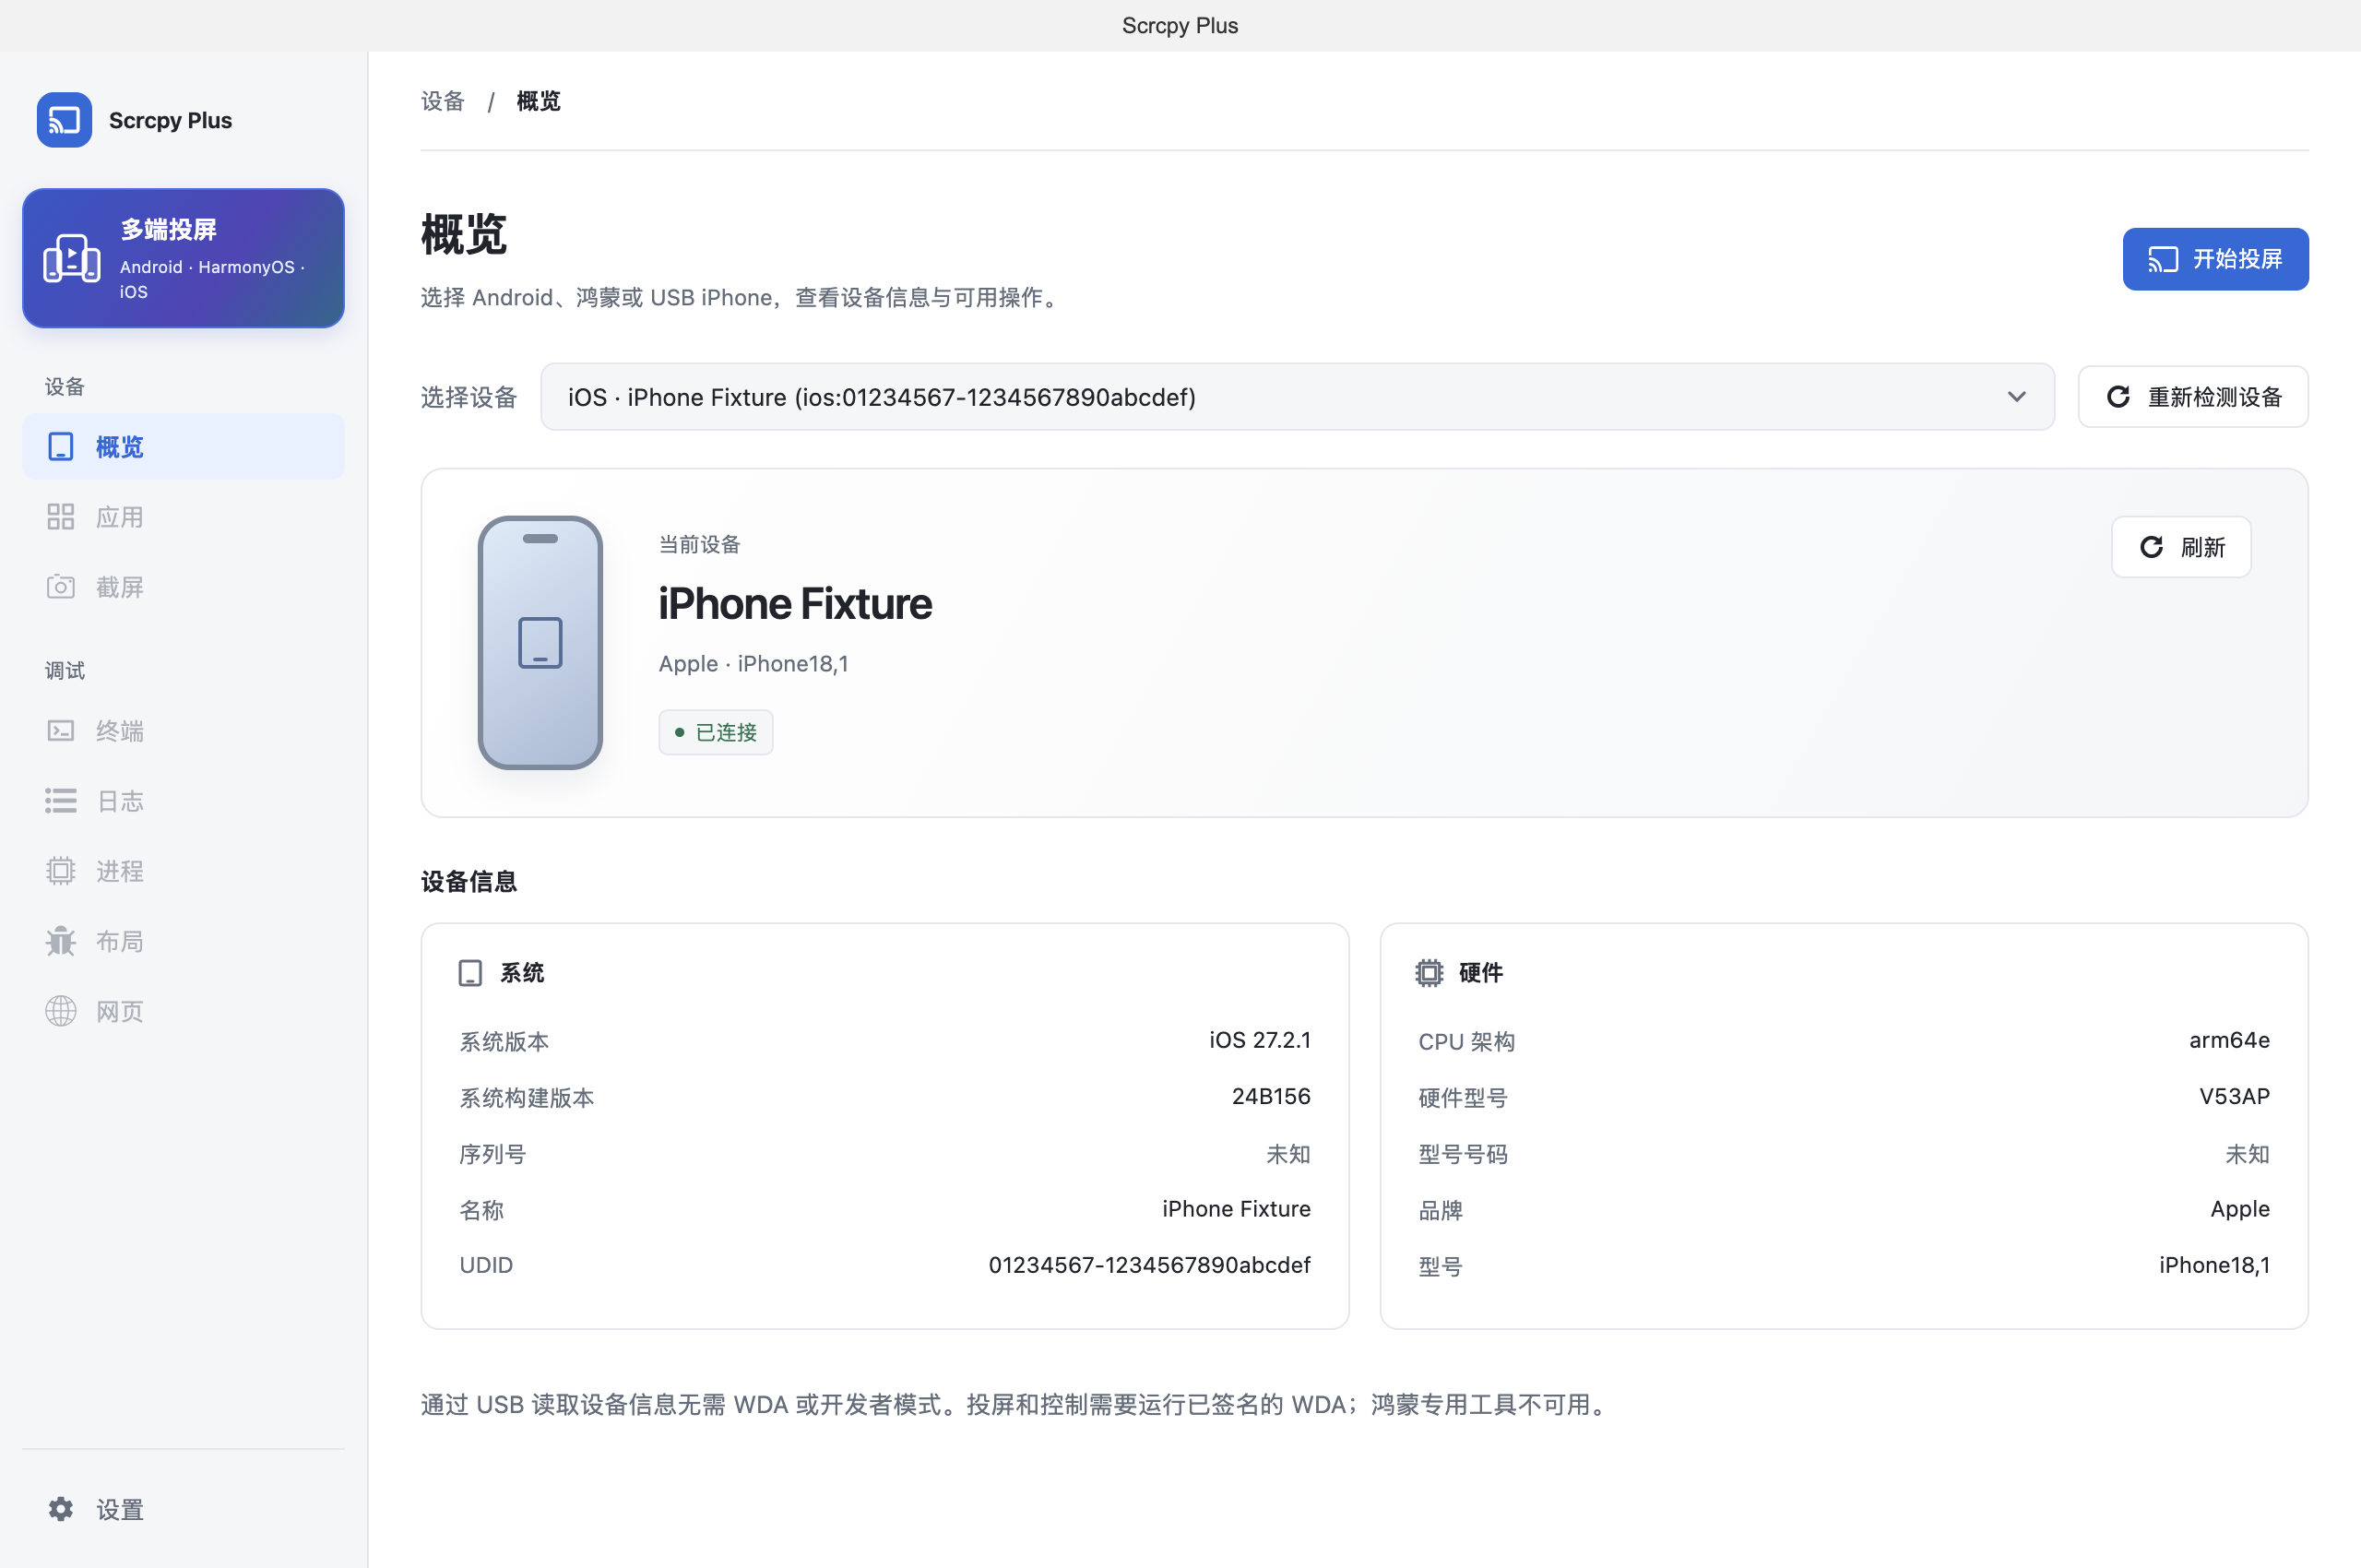 Scrcpy Plus
Scrcpy Plus
多端投屏
Android · HarmonyOS ·
iOS
设备
概览
应用
截屏
调试
终端
日志
进程
布局
网页
设置
设备 / 概览
概览
选择 Android、鸿蒙或 USB iPhone，查看设备信息与可用操作。
开始投屏
选择设备
iOS · iPhone Fixture (ios:01234567-1234567890abcdef)
重新检测设备
当前设备
iPhone Fixture
Apple · iPhone18,1
已连接
刷新
设备信息
系统
系统版本 iOS 27.2.1
系统构建版本 24B156
序列号 未知
名称 iPhone Fixture
UDID 01234567-1234567890abcdef
硬件
CPU 架构 arm64e
硬件型号 V53AP
型号号码 未知
品牌 Apple
型号 iPhone18,1
通过 USB 读取设备信息无需 WDA 或开发者模式。投屏和控制需要运行已签名的 WDA；鸿蒙专用工具不可用。